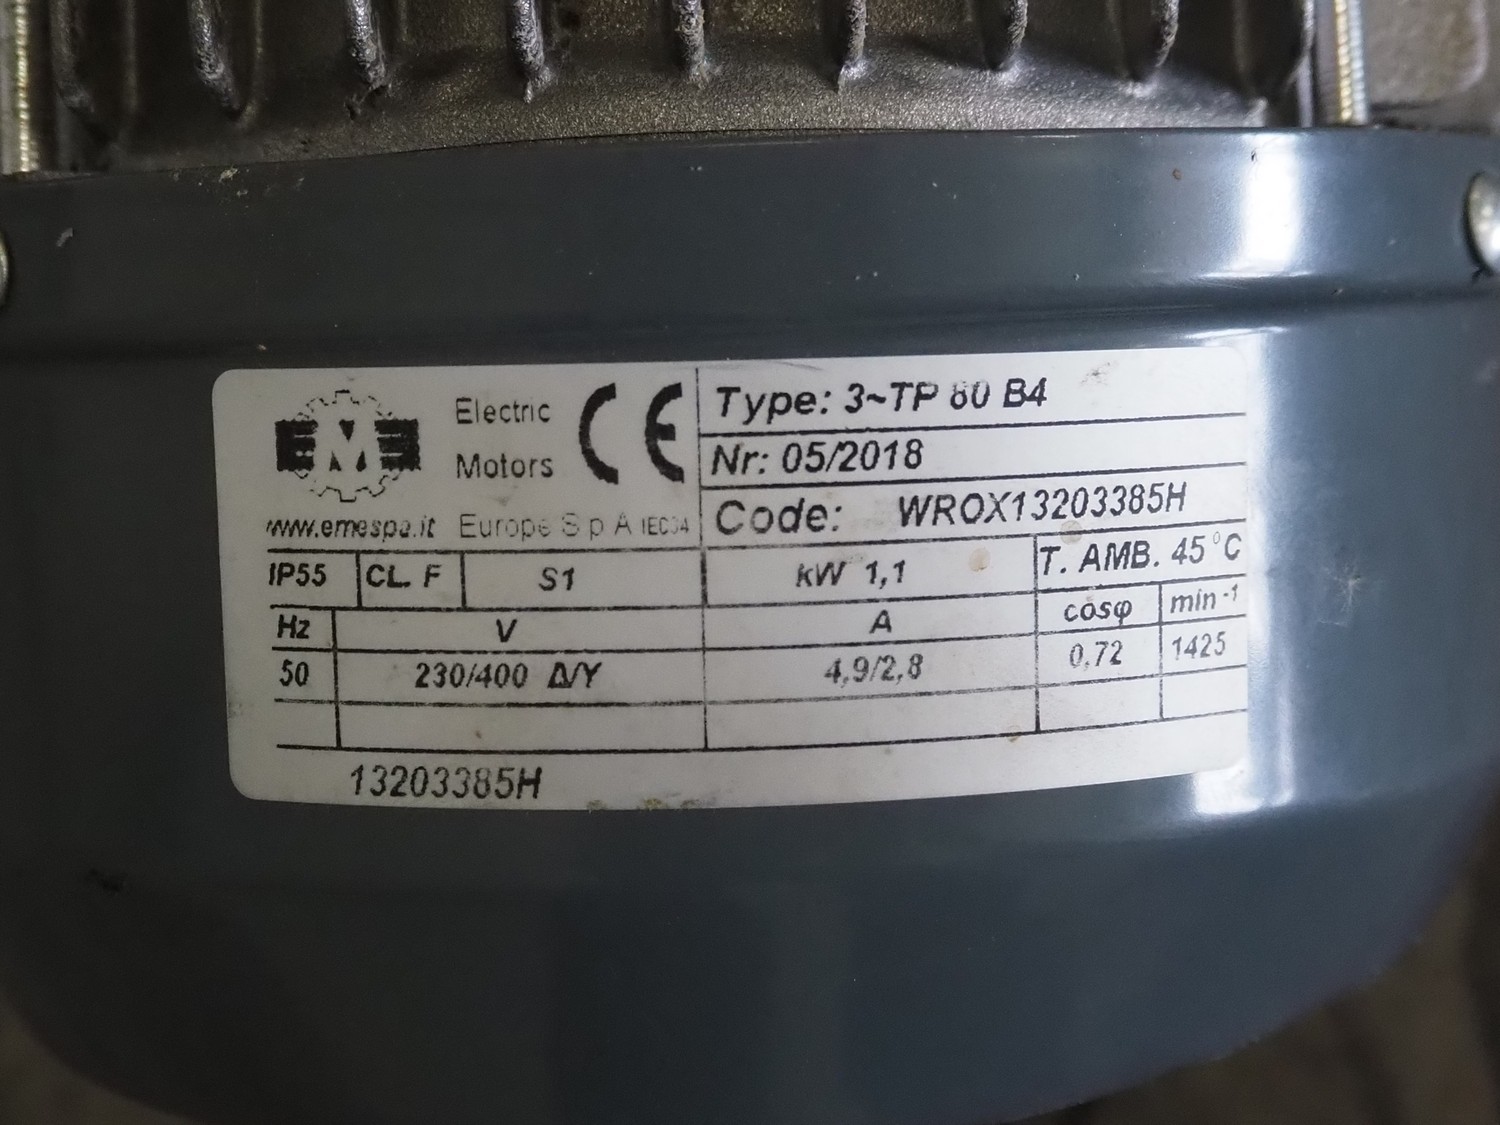 EME
Electric
Motors
CE
www.emespa.it Europe S p A IEC34
Type: 3~TP 80 B4
Nr: 05/2018
Code: WROX13203385H
IP55 CL. F S1 kW 1,1 T. AMB. 45°C
Hz V A cosφ min⁻¹
50 230/400 Δ/Y 4,9/2,8 0,72 1425
13203385H